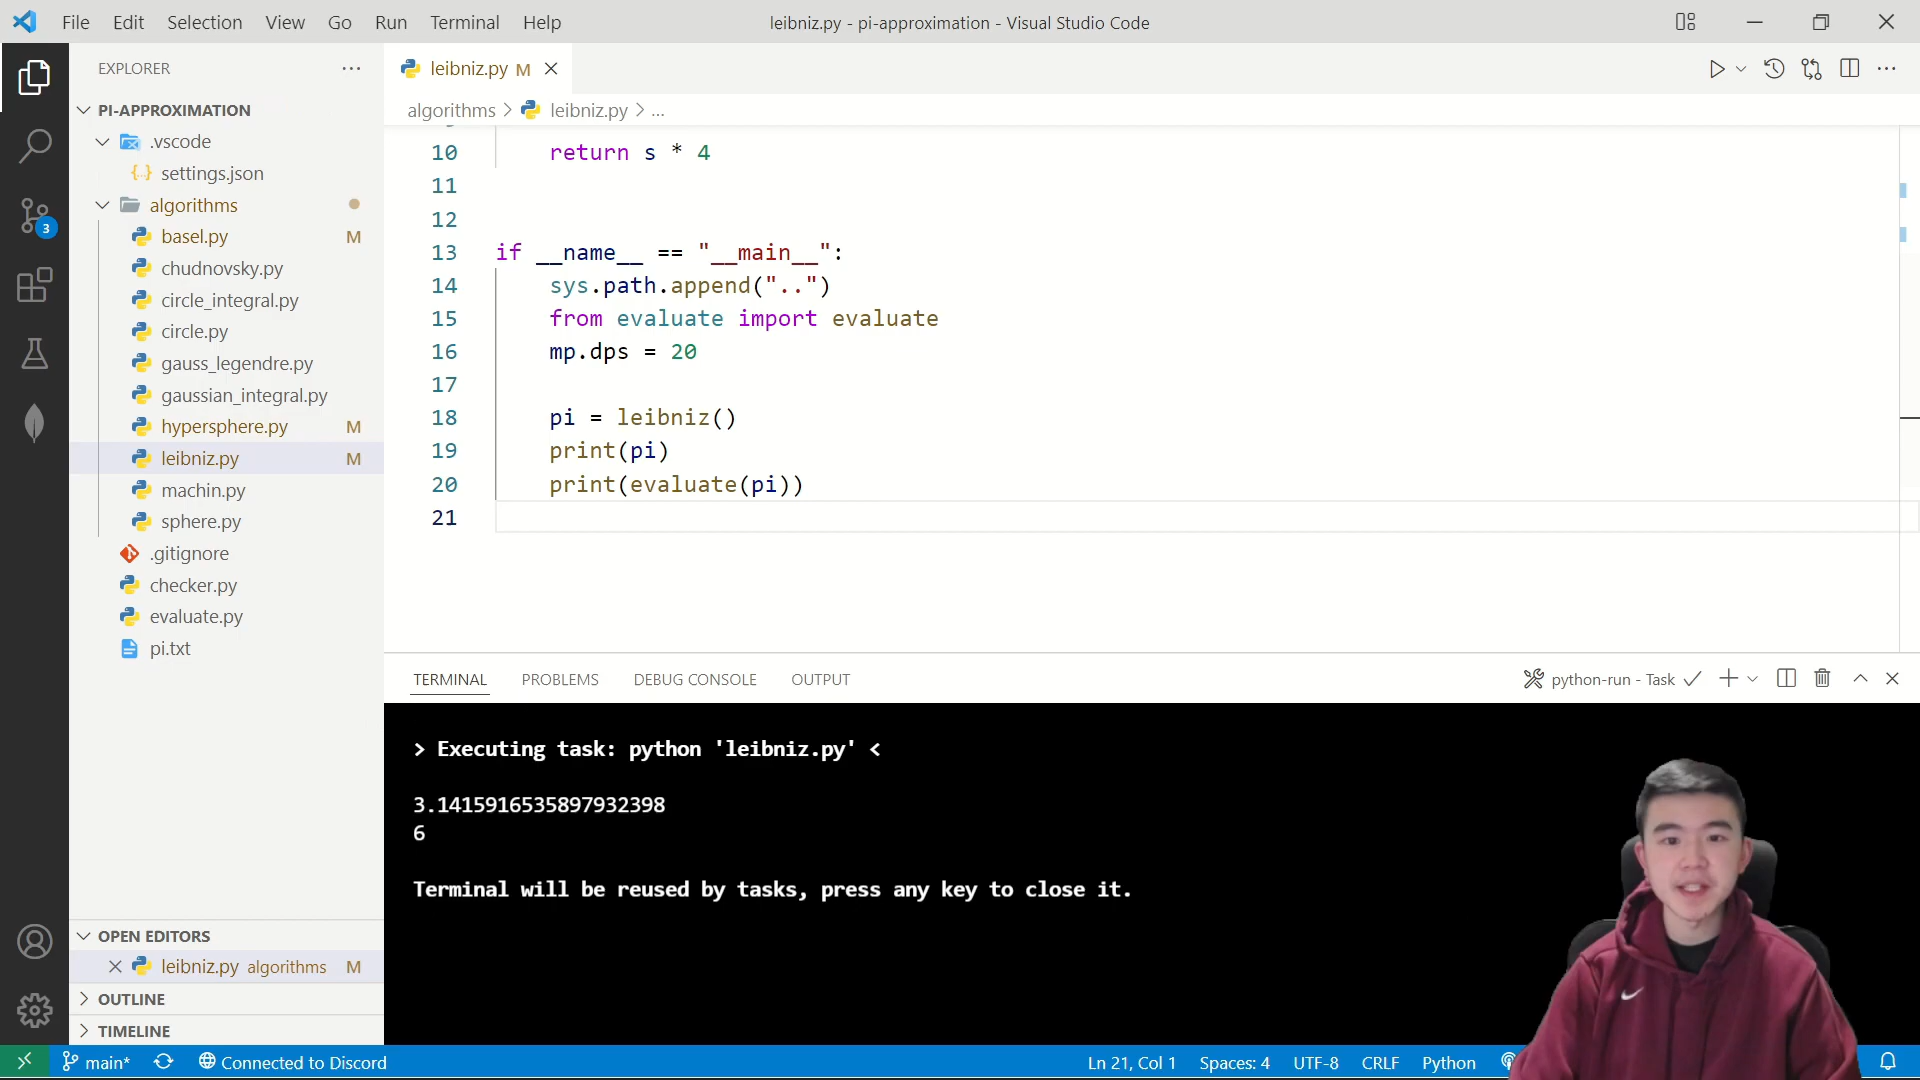 File Edit Selection View Go Run Terminal Help
leibniz.py - pi-approximation - Visual Studio Code
EXPLORER
PI-APPROXIMATION
.vscode
settings.json
algorithms
basel.py M
chudnovsky.py
circle_integral.py
circle.py
gauss_legendre.py
gaussian_integral.py
hypersphere.py M
leibniz.py M
machin.py
sphere.py
.gitignore
checker.py
evaluate.py
pi.txt
3
OPEN EDITORS
leibniz.py algorithms M
OUTLINE
TIMELINE
leibniz.py M
algorithms > leibniz.py > ...
10 return s * 4
11
12
13 if __name__ == "__main__":
14 sys.path.append("..")
15 from evaluate import evaluate
16 mp.dps = 20
17
18 pi = leibniz()
19 print(pi)
20 print(evaluate(pi))
21
TERMINAL PROBLEMS DEBUG CONSOLE OUTPUT
python-run - Task
> Executing task: python 'leibniz.py' <
3.1415916535897932398
6
Terminal will be reused by tasks, press any key to close it.
main* Connected to Discord
Ln 21, Col 1 Spaces: 4 UTF-8 CRLF Python